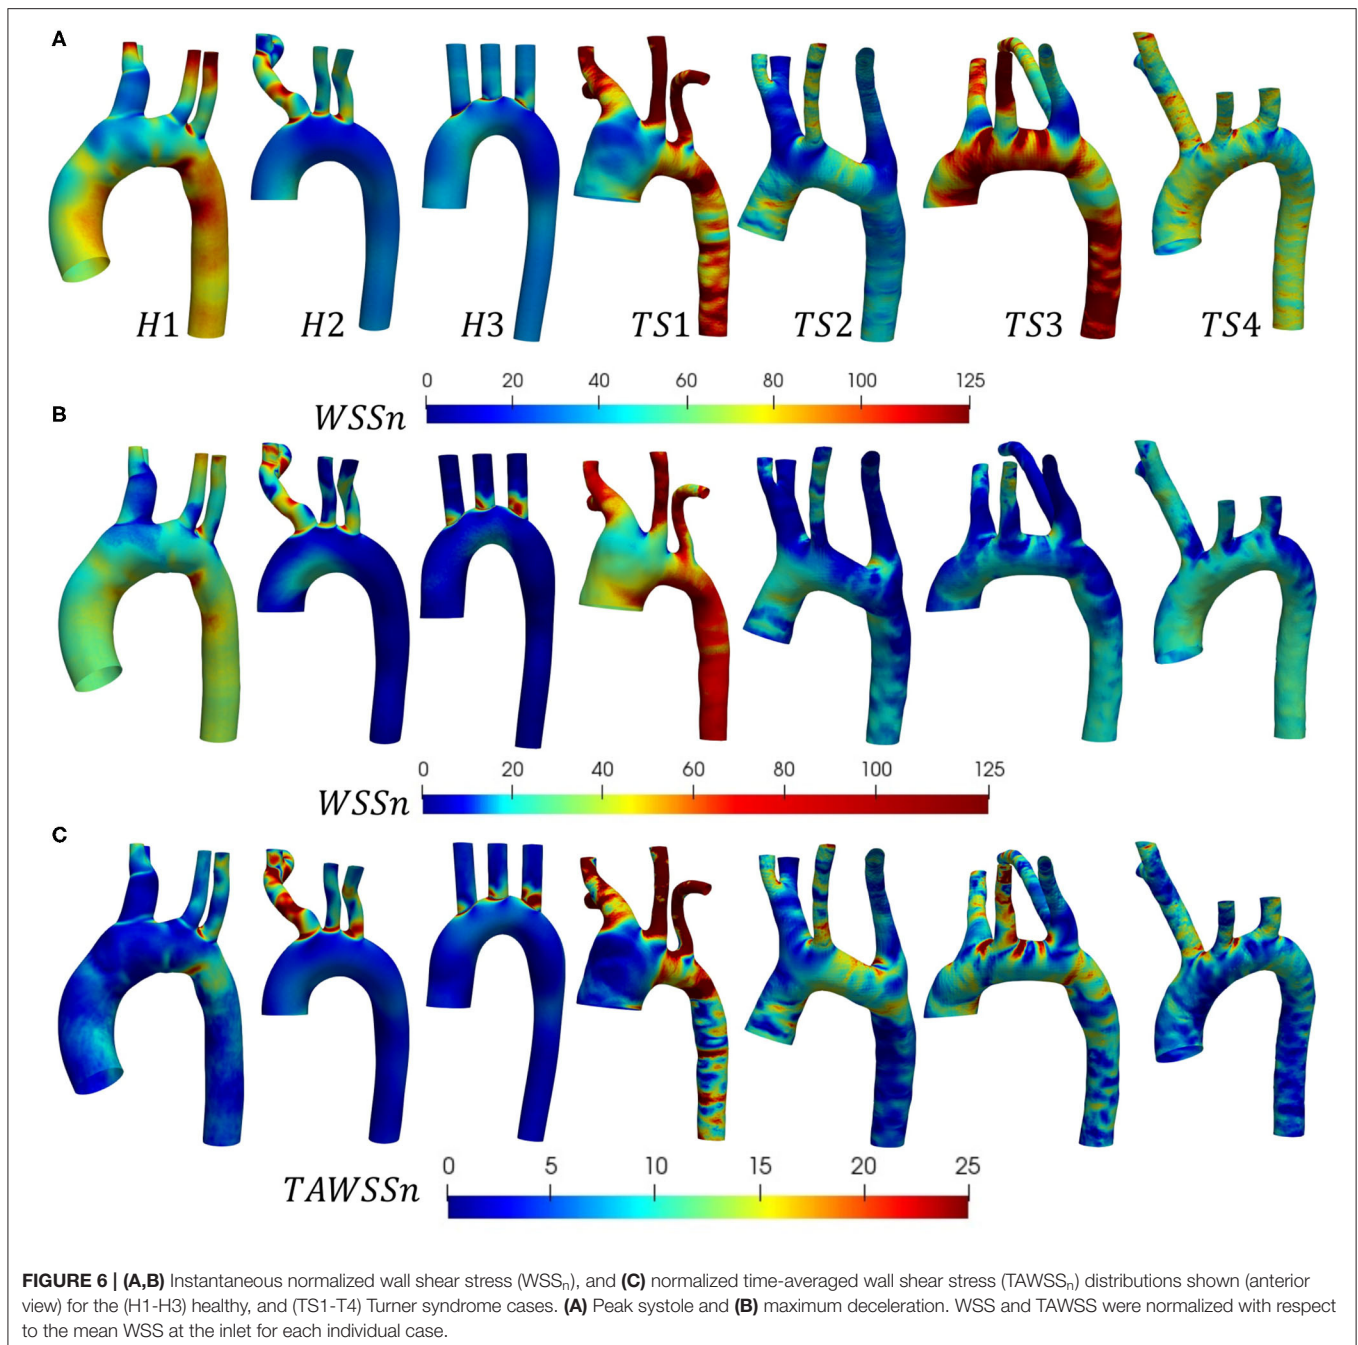 A
H1 H2 H3 TS1 TS2 TS3 TS4
0 20 40 60 80 100 125
WSSn
B
0 20 40 60 80 100 125
WSSn
C
0 5 10 15 20 25
TAWSSn
FIGURE 6 | (A,B) Instantaneous normalized wall shear stress (WSSn), and (C) normalized time-averaged wall shear stress (TAWSSn) distributions shown (anterior
view) for the (H1-H3) healthy, and (TS1-T4) Turner syndrome cases. (A) Peak systole and (B) maximum deceleration. WSS and TAWSS were normalized with respect
to the mean WSS at the inlet for each individual case.